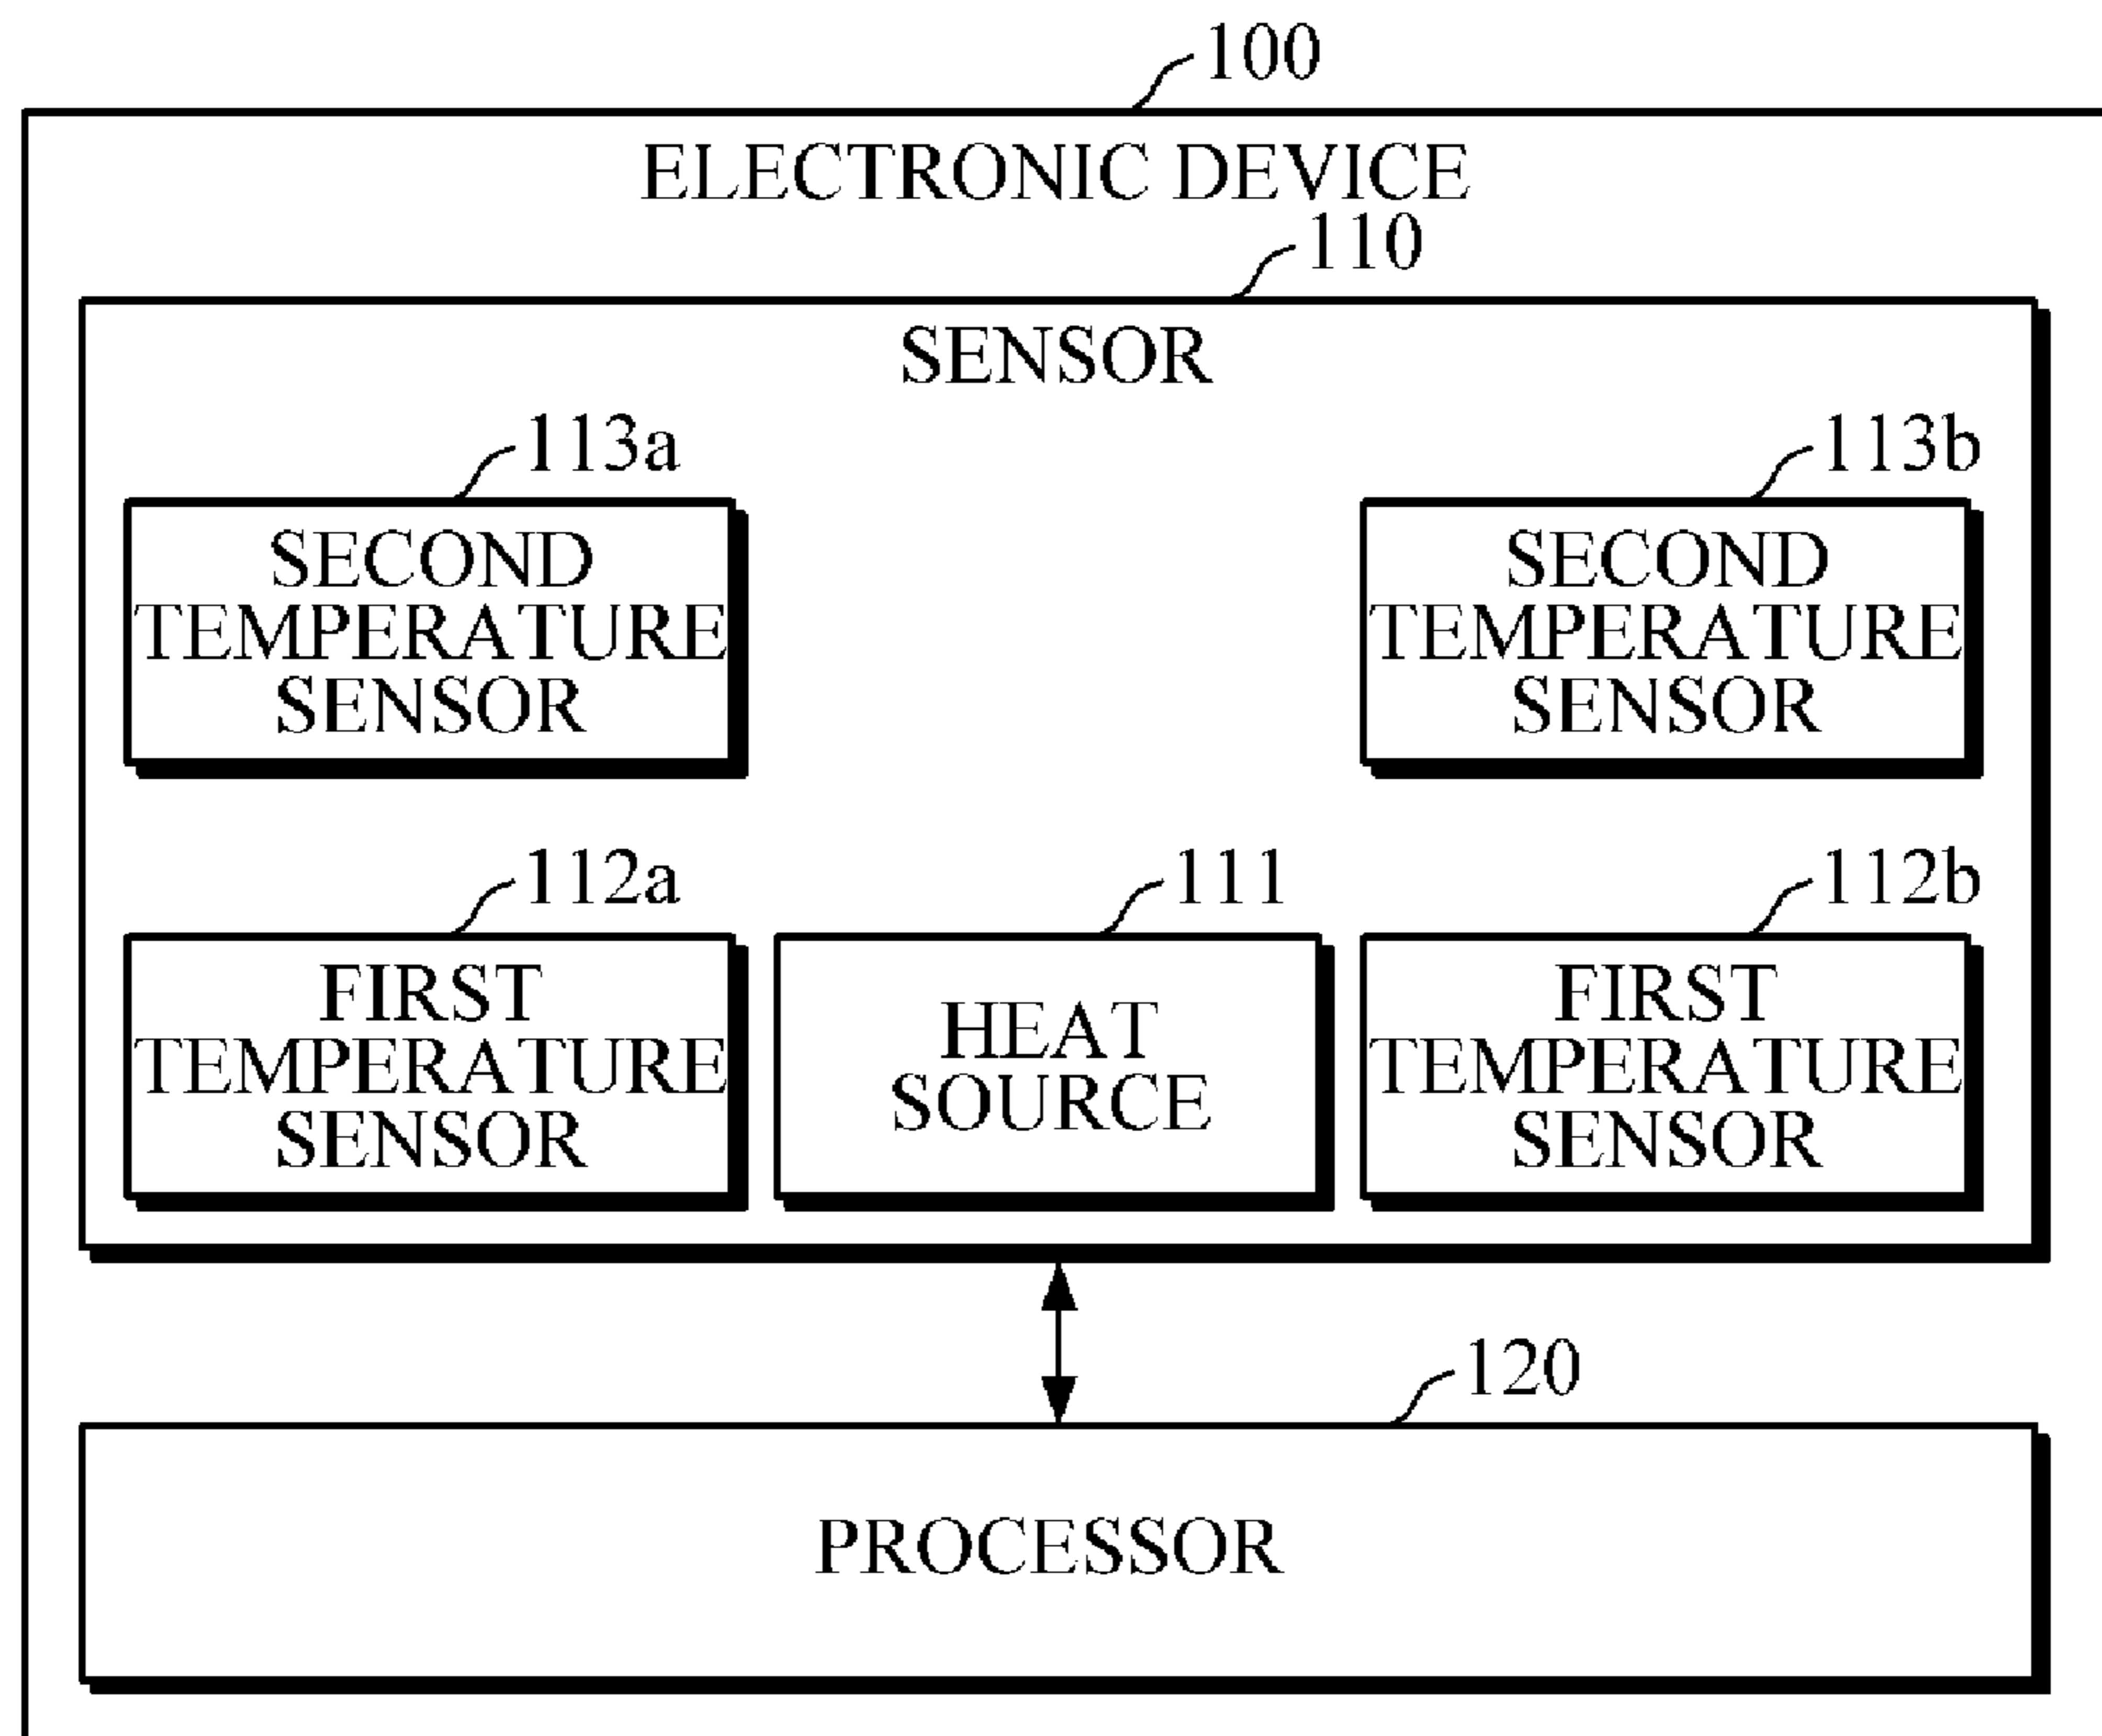 100
ELECTRONIC DEVICE
110
SENSOR
113a
SECOND
TEMPERATURE
SENSOR
113b
SECOND
TEMPERATURE
SENSOR
112a
FIRST
TEMPERATURE
SENSOR
111
HEAT
SOURCE
112b
FIRST
TEMPERATURE
SENSOR
120
PROCESSOR